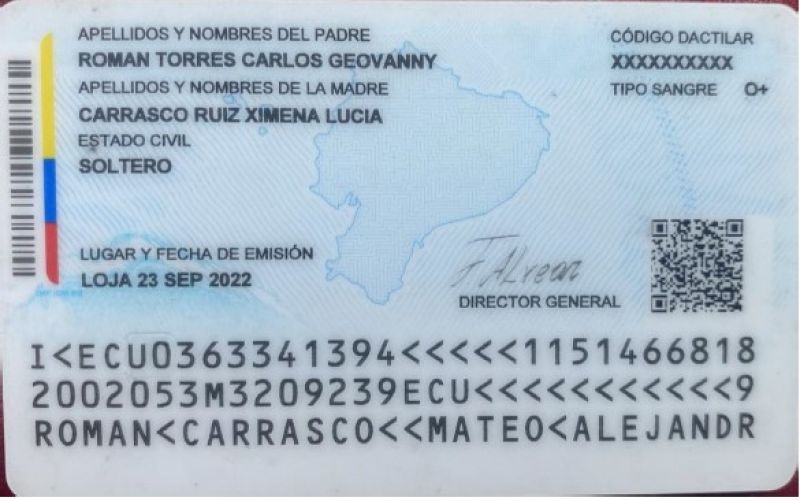 APELLIDOS Y NOMBRES DEL PADRE
ROMAN TORRES CARLOS GEOVANNY
APELLIDOS Y NOMBRES DE LA MADRE
CARRASCO RUIZ XIMENA LUCIA
ESTADO CIVIL
SOLTERO
CÓDIGO DACTILAR
XXXXXXXXXX
TIPO SANGRE O+
LUGAR Y FECHA DE EMISIÓN
LOJA 23 SEP 2022
F. Alvear
DIRECTOR GENERAL
I<ECU0363341394<<<<<<1151466818
2002053M3209239ECU<<<<<<<<<<<9
ROMAN<CARRASCO<<MATEO<ALEJANDR